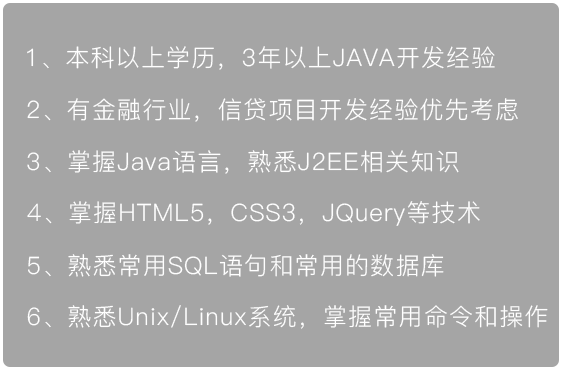 1、本科以上学历，3年以上JAVA开发经验
2、有金融行业，信贷项目开发经验优先考虑
3、掌握Java语言，熟悉J2EE相关知识
4、掌握HTML5，CSS3，JQuery等技术
5、熟悉常用SQL语句和常用的数据库
6、熟悉Unix/Linux系统，掌握常用命令和操作